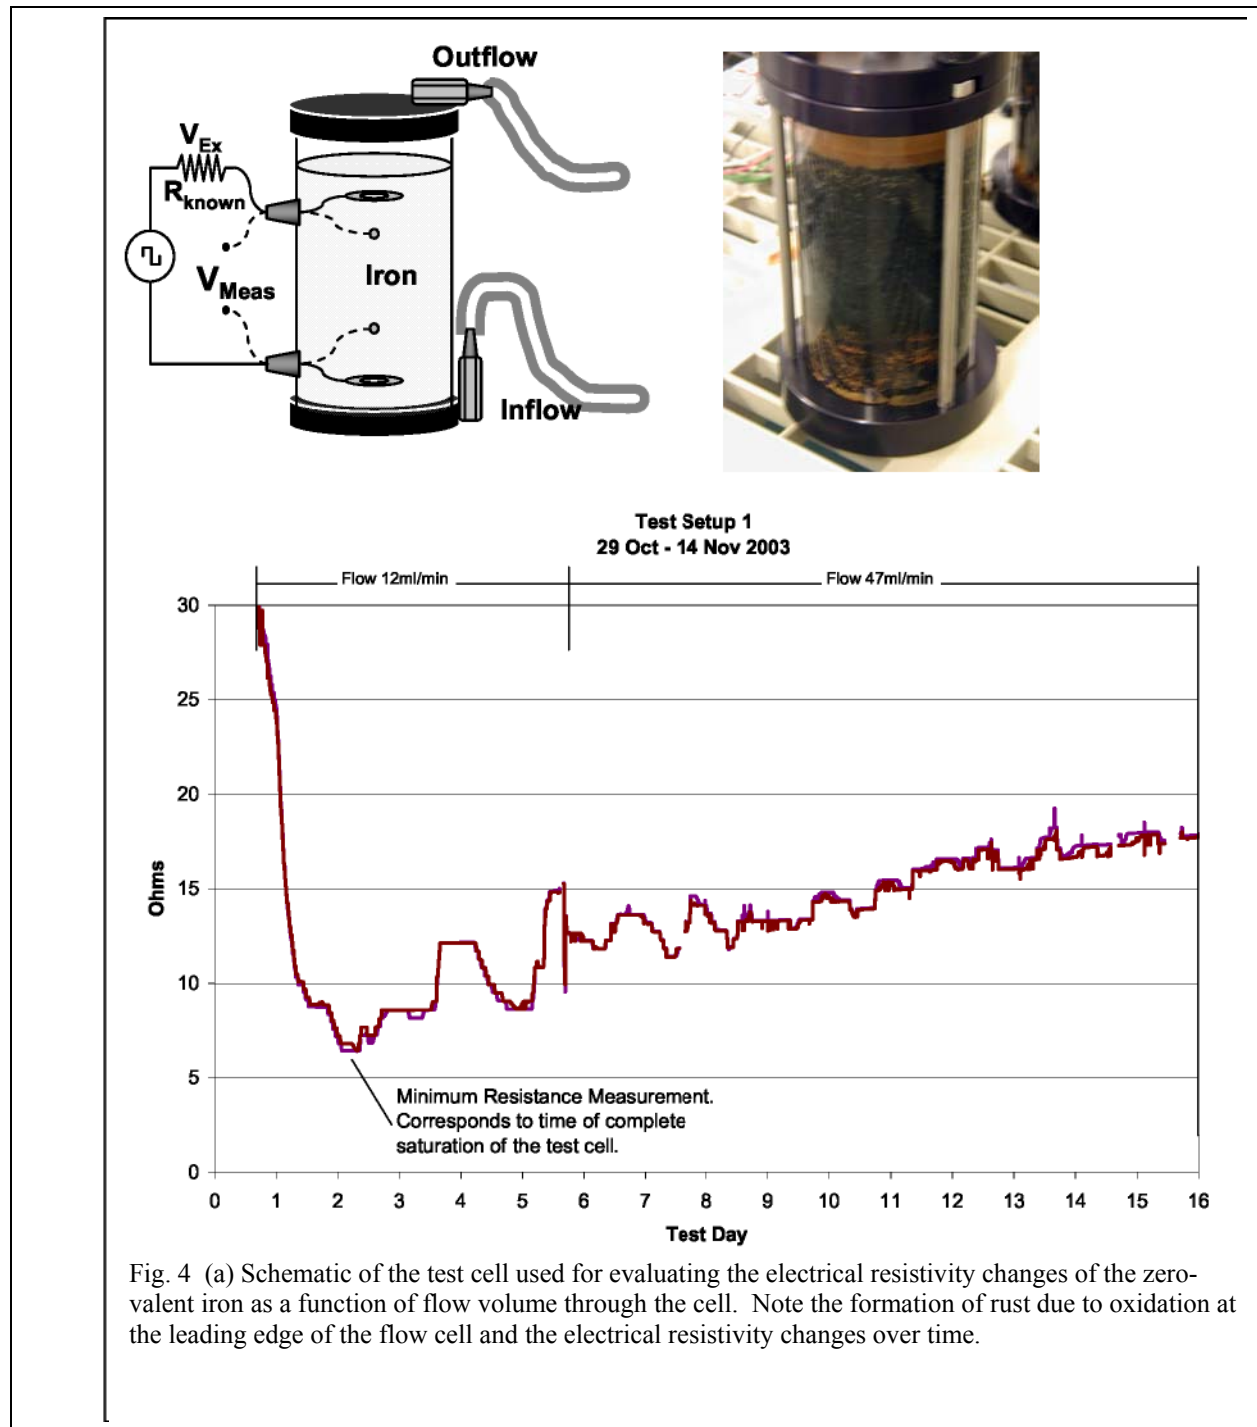 Outflow
V_Ex
R_known
V_Meas
Iron
Inflow
Test Setup 1
29 Oct - 14 Nov 2003
Flow 12ml/min
Flow 47ml/min
30
25
20
15
10
5
0
Ohms
Minimum Resistance Measurement.
Corresponds to time of complete
saturation of the test cell.
0 1 2 3 4 5 6 7 8 9 10 11 12 13 14 15 16
Test Day
Fig. 4 (a) Schematic of the test cell used for evaluating the electrical resistivity changes of the zero-
valent iron as a function of flow volume through the cell. Note the formation of rust due to oxidation at
the leading edge of the flow cell and the electrical resistivity changes over time.